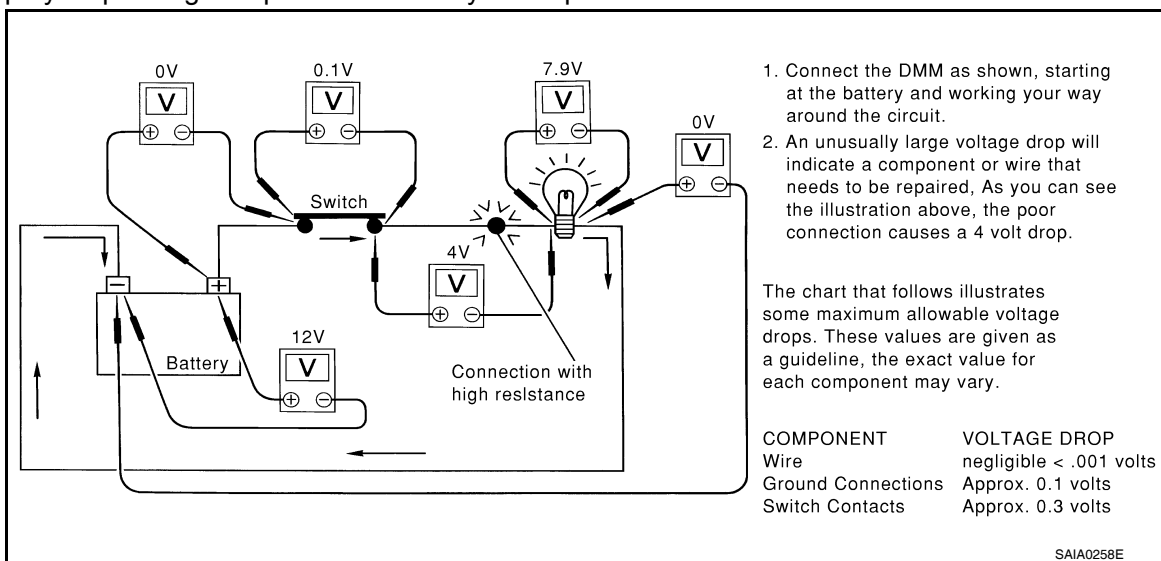 0V
0.1V
7.9V
0V
V
V
V
V
Switch
4V
V
12V
V
Battery
Connection with
high reslstance
1. Connect the DMM as shown, starting
at the battery and working your way
around the circuit.
2. An unusually large voltage drop will
indicate a component or wire that
needs to be repaired, As you can see
the illustration above, the poor
connection causes a 4 volt drop.
The chart that follows illustrates
some maximum allowable voltage
drops. These values are given as
a guideline, the exact value for
each component may vary.
COMPONENT VOLTAGE DROP
Wire negligible < .001 volts
Ground Connections Approx. 0.1 volts
Switch Contacts Approx. 0.3 volts
SAIA0258E